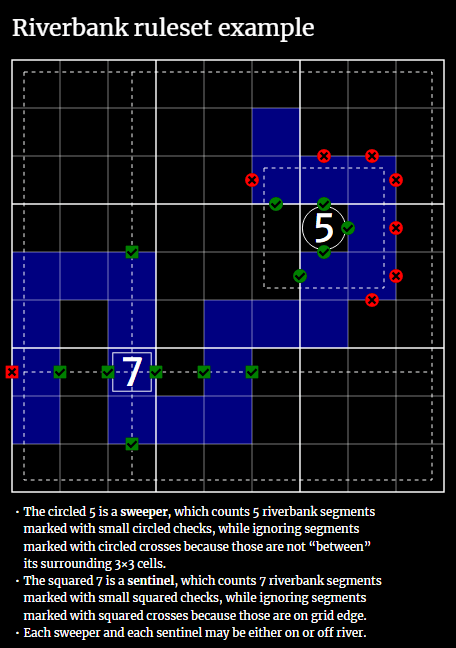 Riverbank ruleset example
5
7
· The circled 5 is a sweeper, which counts 5 riverbank segments
marked with small circled checks, while ignoring segments
marked with circled crosses because those are not “between”
its surrounding 3×3 cells.
· The squared 7 is a sentinel, which counts 7 riverbank segments
marked with small squared checks, while ignoring segments
marked with squared crosses because those are on grid edge.
· Each sweeper and each sentinel may be either on or off river.